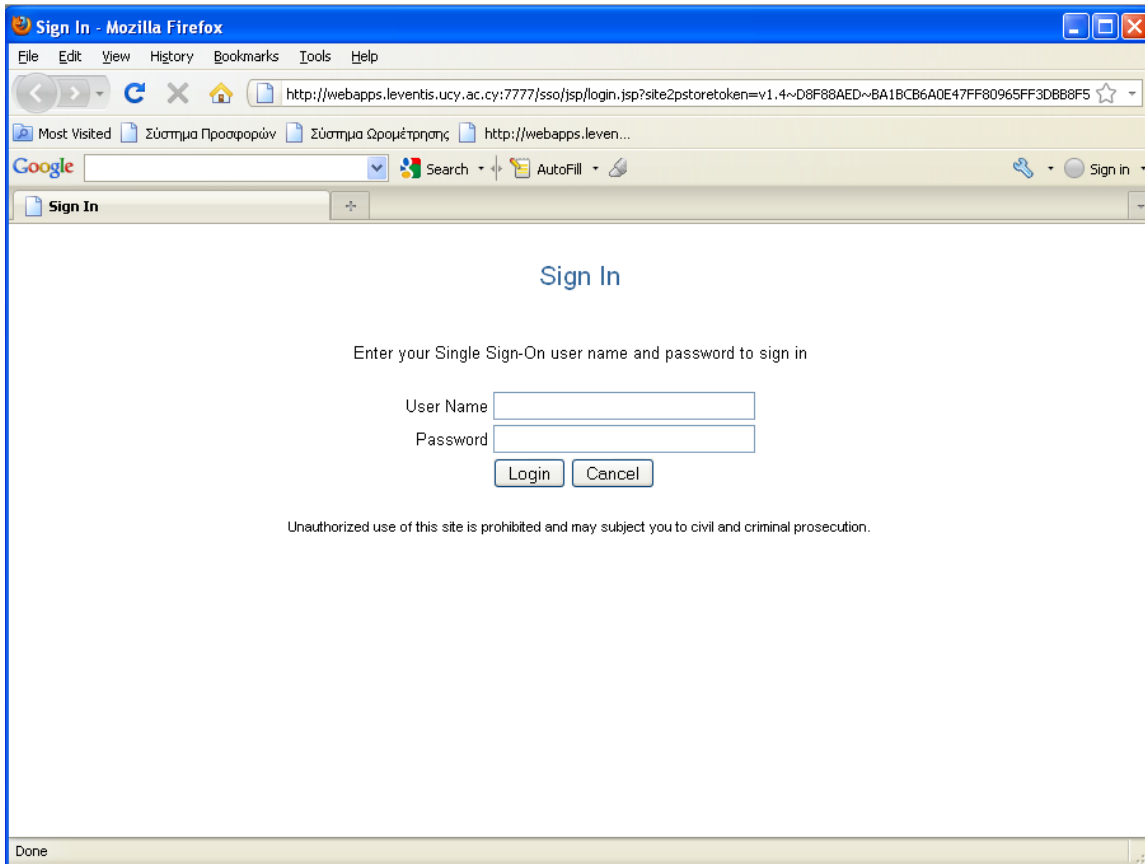 Sign In - Mozilla Firefox
File Edit View History Bookmarks Tools Help
http://webapps.leventis.ucy.ac.cy:7777/sso/jsp/login.jsp?site2pstoretoken=v1.4~D8F88AED~BA1BCB6A0E47FF80965FF3DBB8F5
Most Visited Σύστημα Προσφορών Σύστημα Ωρομέτρησης http://webapps.leven...
Google Search AutoFill Sign in
Sign In
Sign In
Enter your Single Sign-On user name and password to sign in
User Name
Password
Login Cancel
Unauthorized use of this site is prohibited and may subject you to civil and criminal prosecution.
Done